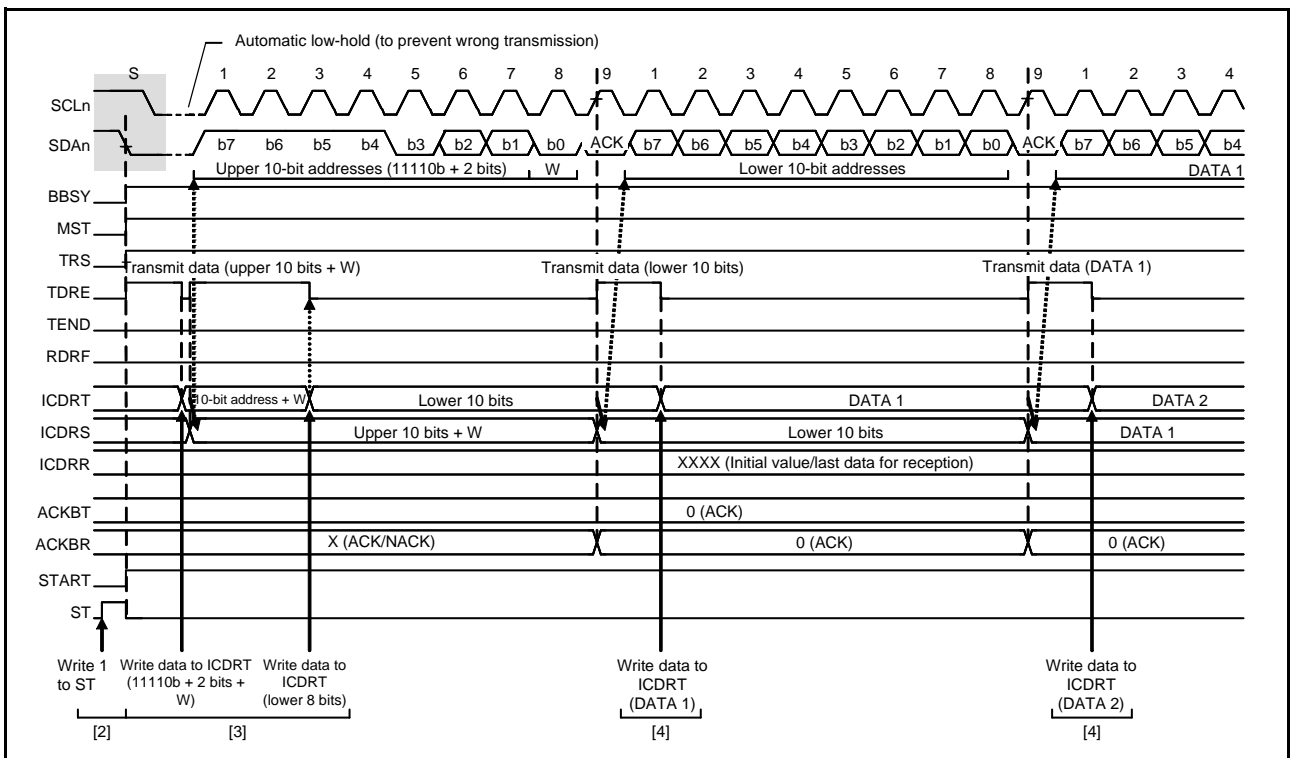 Automatic low-hold (to prevent wrong transmission)
S 1 2 3 4 5 6 7 8 9 1 2 3 4 5 6 7 8 9 1 2 3 4
SCLn
SDAn b7 b6 b5 b4 b3 b2 b1 b0 ACK b7 b6 b5 b4 b3 b2 b1 b0 ACK b7 b6 b5 b4
Upper 10-bit addresses (11110b + 2 bits) W Lower 10-bit addresses DATA 1
BBSY
MST
TRS
Transmit data (upper 10 bits + W) Transmit data (lower 10 bits) Transmit data (DATA 1)
TDRE
TEND
RDRF
ICDRT 10-bit address + W Lower 10 bits DATA 1 DATA 2
ICDRS Upper 10 bits + W Lower 10 bits DATA 1
ICDRR XXXX (Initial value/last data for reception)
ACKBT 0 (ACK)
ACKBR X (ACK/NACK) 0 (ACK) 0 (ACK)
START
ST
Write 1
to ST
Write data to ICDRT
(11110b + 2 bits +
W)
Write data to
ICDRT
(lower 8 bits)
Write data to
ICDRT
(DATA 1)
Write data to
ICDRT
(DATA 2)
[2] [3] [4] [4]